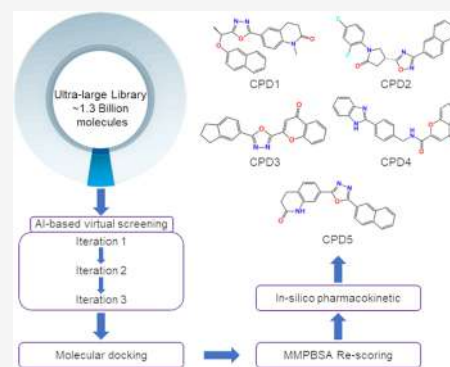 Ultra-large Library
~1.3 Billion
molecules
AI-based virtual screening
Iteration 1
Iteration 2
Iteration 3
Molecular docking
MMPBSA Re-scoring
In-silico pharmacokinetic
CPD1
CPD2
CPD3
CPD4
CPD5